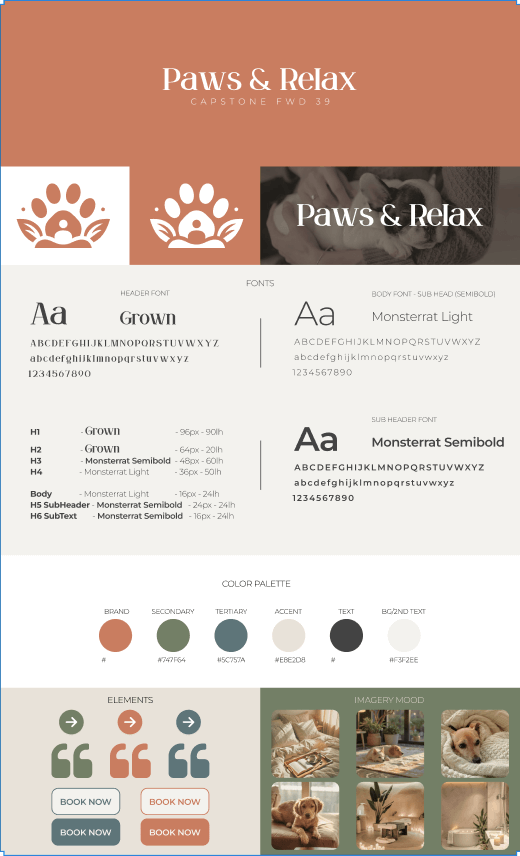 Paws & Relax
CAPSTONE FWD 39
Paws & Relax
FONTS
HEADER FONT
Aa Grown
ABCDEFGHIJKLMNOPQRSTUVWXYZ
abcdefghijklmnopqrstuvwxyz
1234567890
BODY FONT - SUB HEAD (SEMIBOLD)
Aa Monsterrat Light
ABCDEFGHIJKLMNOPQRSTUVWXYZ
abcdefghijklmnopqrstuvwxyz
1234567890
H1 - Grown - 96px - 90lh
H2 - Grown - 64px - 20lh
H3 - Monsterrat Semibold - 48px - 60lh
H4 - Monsterrat Light - 36px - 50lh
Body - Monsterrat Light - 16px - 24lh
H5 SubHeader - Monsterrat Semibold - 24px - 24lh
H6 SubText - Monsterrat Semibold - 16px - 24lh
SUB HEADER FONT
Aa Monsterrat Semibold
ABCDEFGHIJKLMNOPQRSTUVWXYZ
abcdefghijklmnopqrstuvwxyz
1234567890
COLOR PALETTE
BRAND SECONDARY TERTIARY ACCENT TEXT BG/2ND TEXT
# #747F64 #5C757A #E8E2D8 # #F3F2EE
ELEMENTS
BOOK NOW BOOK NOW
BOOK NOW BOOK NOW
IMAGERY MOOD